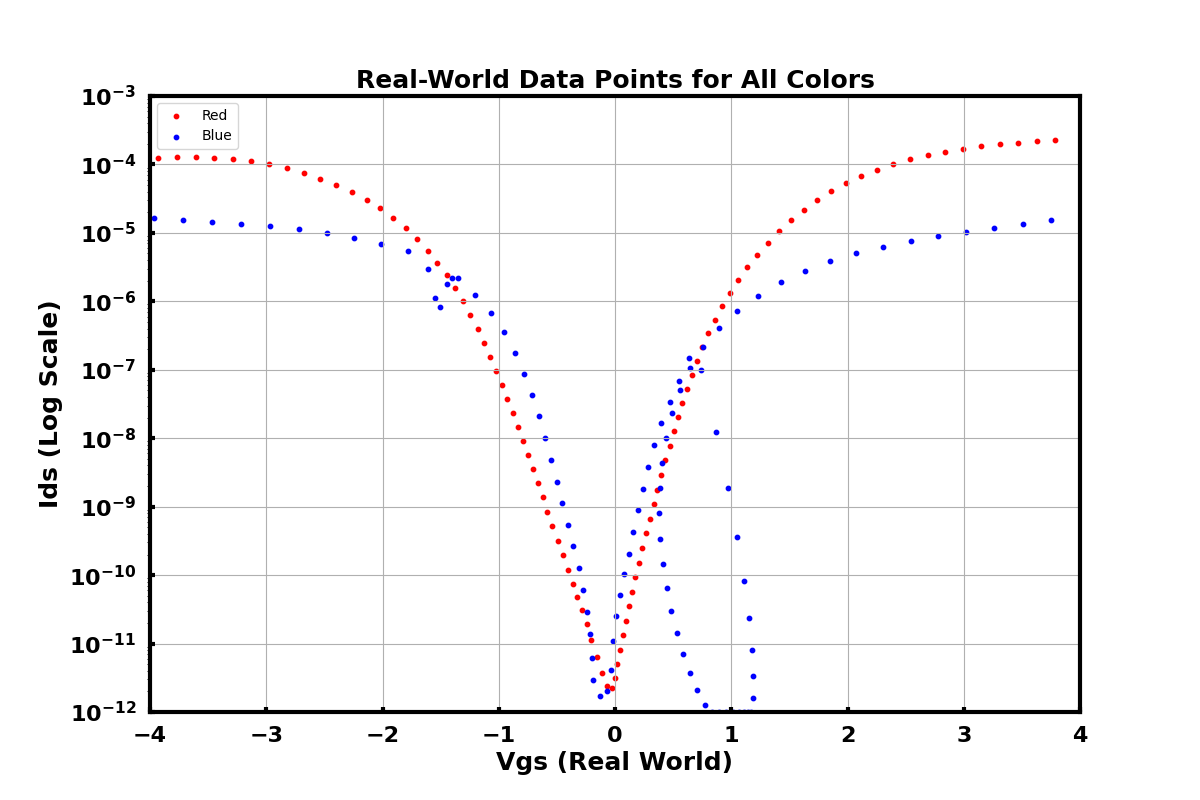 Real-World Data Points for All Colors
10⁻³
Red
Blue
10⁻⁴
10⁻⁵
10⁻⁶
10⁻⁷
10⁻⁸
10⁻⁹
10⁻¹⁰
10⁻¹¹
10⁻¹²
Ids (Log Scale)
−4 −3 −2 −1 0 1 2 3 4
Vgs (Real World)